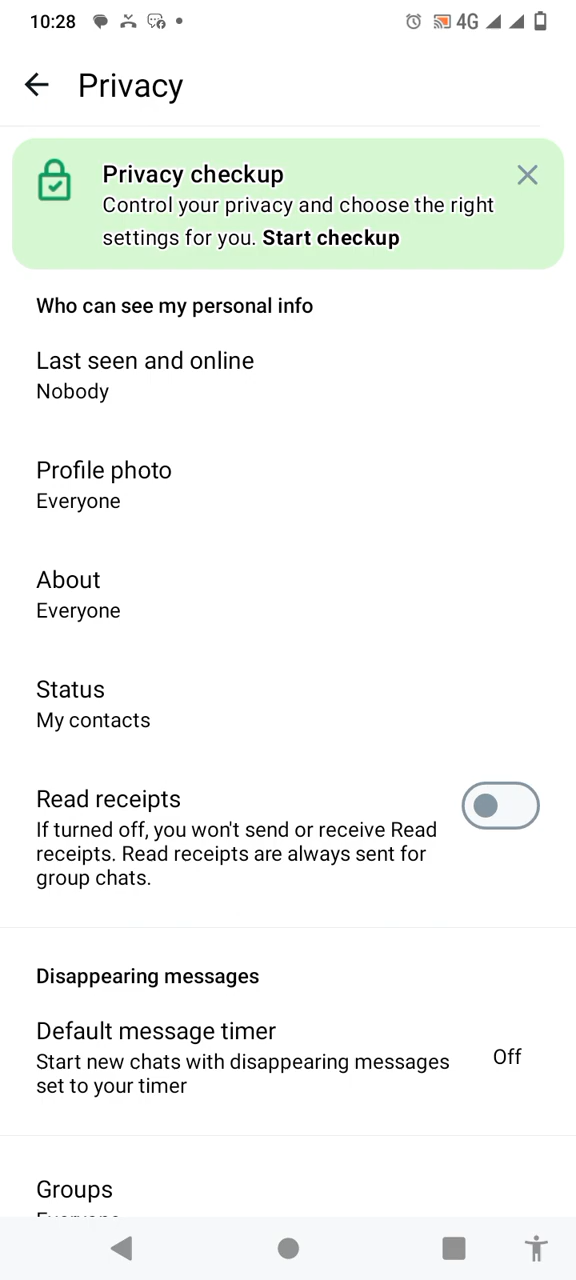 10:28
4G
Privacy
Privacy checkup
Control your privacy and choose the right
settings for you. Start checkup
Who can see my personal info
Last seen and online
Nobody
Profile photo
Everyone
About
Everyone
Status
My contacts
Read receipts
If turned off, you won't send or receive Read
receipts. Read receipts are always sent for
group chats.
Disappearing messages
Default message timer
Start new chats with disappearing messages
set to your timer
Off
Groups